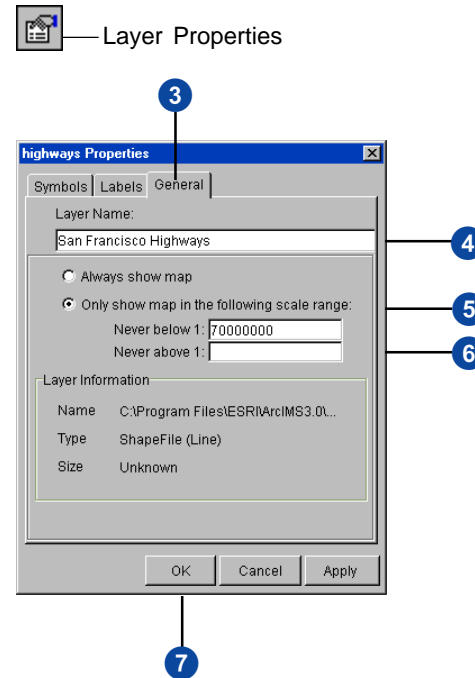 Layer Properties
3
highways Properties
Symbols Labels General
Layer Name:
San Francisco Highways
4
Always show map
Only show map in the following scale range:
5
Never below 1: 70000000
Never above 1:
6
Layer Information
Name C:\Program Files\ESRI\ArcIMS3.0\...
Type ShapeFile (Line)
Size Unknown
OK Cancel Apply
7